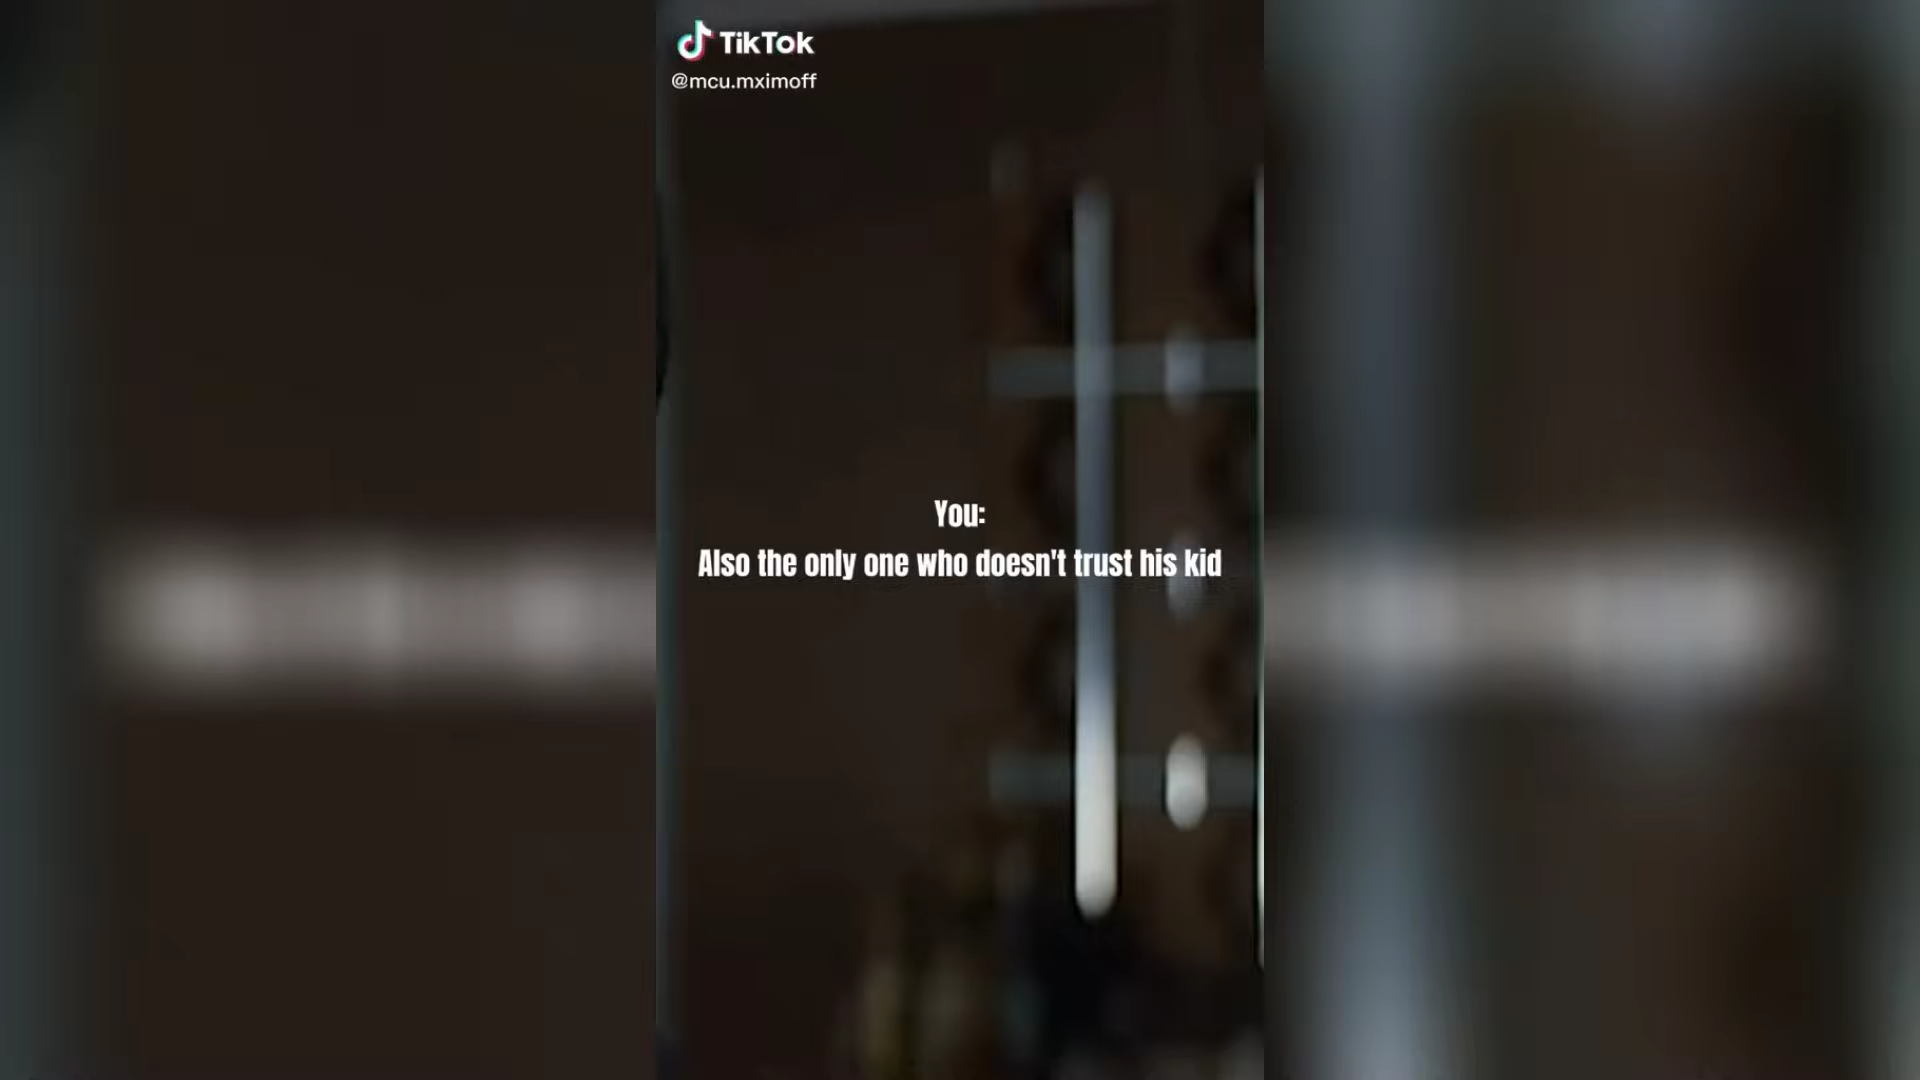 TikTok
@mcu.mximoff
You:
Also the only one who doesn't trust his kid